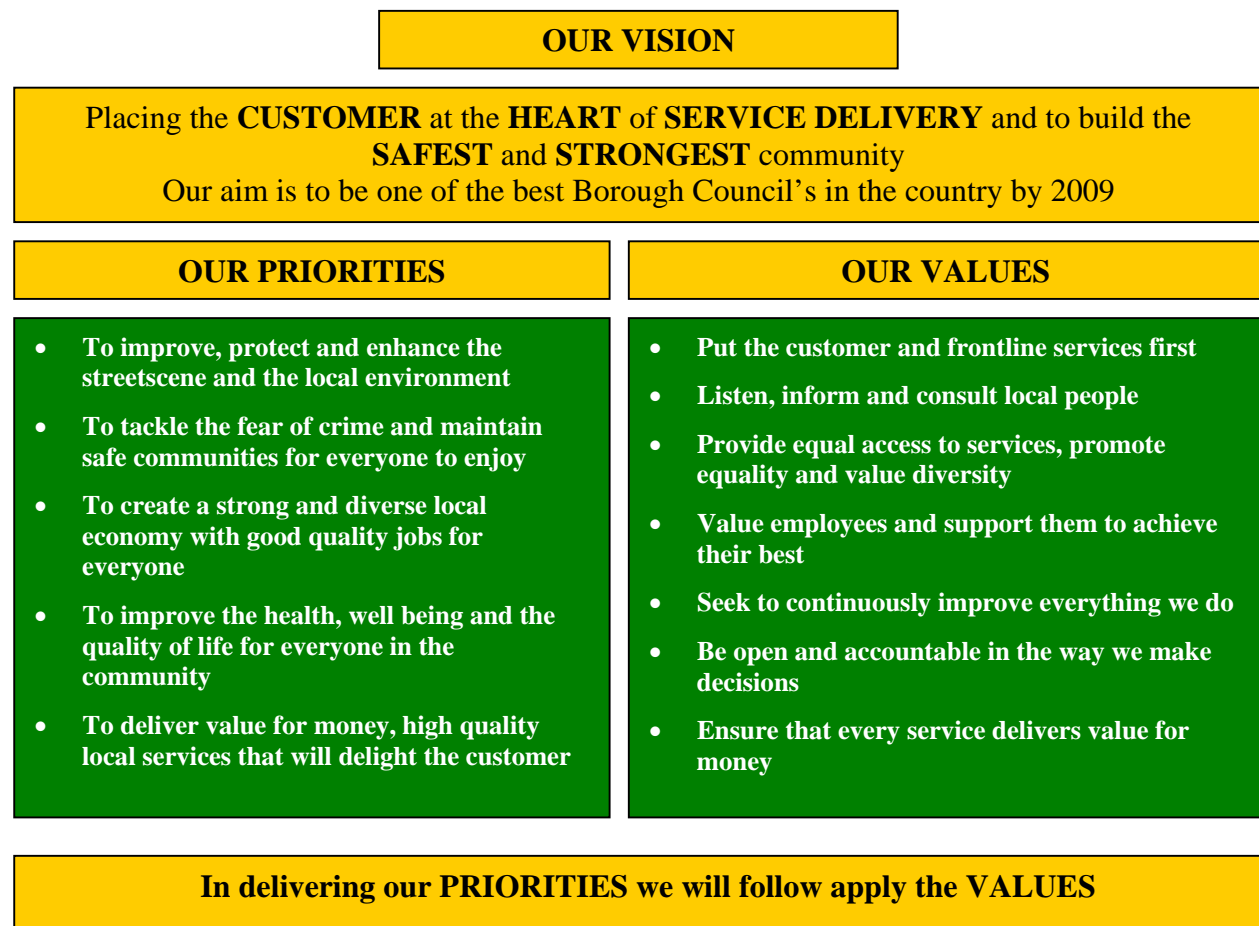 OUR VISION
Placing the CUSTOMER at the HEART of SERVICE DELIVERY and to build the
SAFEST and STRONGEST community
Our aim is to be one of the best Borough Council's in the country by 2009
OUR PRIORITIES
• To improve, protect and enhance the
streetscene and the local environment
• To tackle the fear of crime and maintain
safe communities for everyone to enjoy
• To create a strong and diverse local
economy with good quality jobs for
everyone
• To improve the health, well being and the
quality of life for everyone in the
community
• To deliver value for money, high quality
local services that will delight the customer
OUR VALUES
• Put the customer and frontline services first
• Listen, inform and consult local people
• Provide equal access to services, promote
equality and value diversity
• Value employees and support them to achieve
their best
• Seek to continuously improve everything we do
• Be open and accountable in the way we make
decisions
• Ensure that every service delivers value for
money
In delivering our PRIORITIES we will follow apply the VALUES